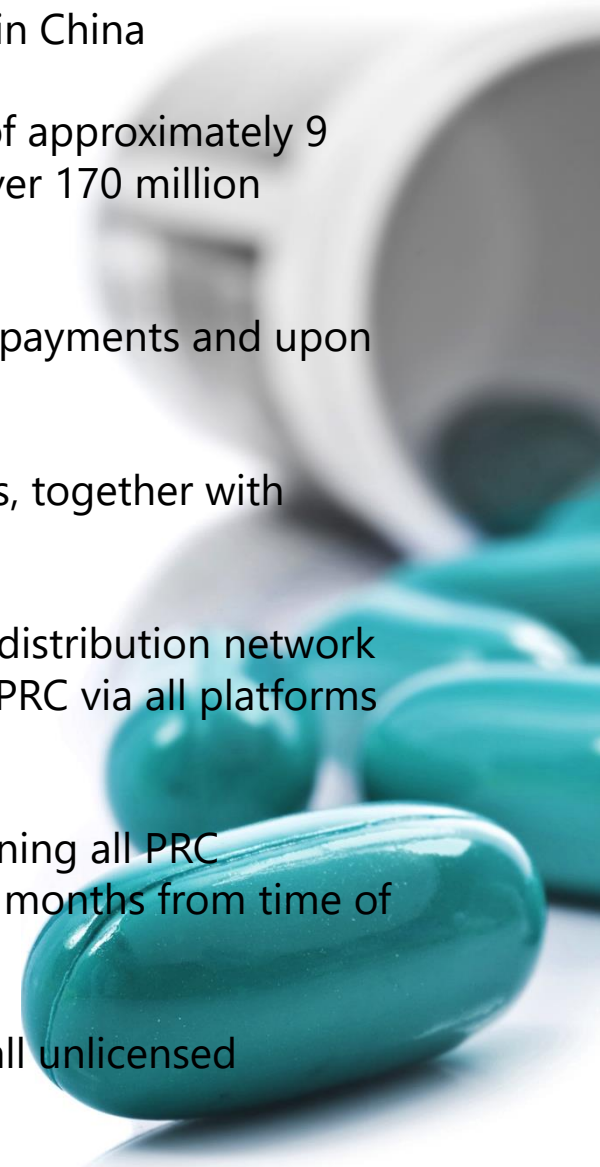 in China
of approximately 9
ver 170 million
payments and upon
s, together with
distribution network
PRC via all platforms
ning all PRC
months from time of
all unlicensed